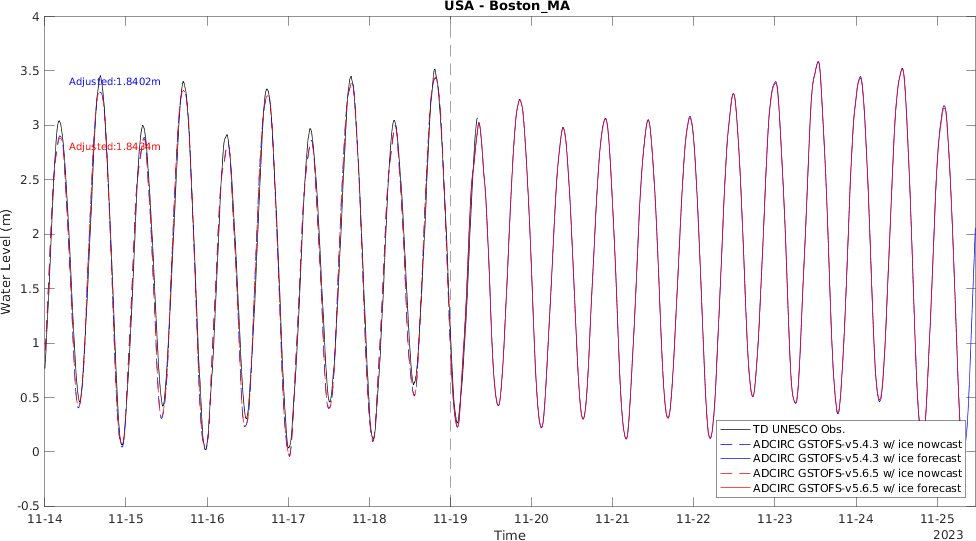 USA - Boston_MA
4
3.5
3
2.5
2
1.5
1
0.5
0
-0.5
Water Level (m)
Adjusted:1.8402m
Adjusted:1.8434m
TD UNESCO Obs.
ADCIRC GSTOFS-v5.4.3 w/ ice nowcast
ADCIRC GSTOFS-v5.4.3 w/ ice forecast
ADCIRC GSTOFS-v5.6.5 w/ ice nowcast
ADCIRC GSTOFS-v5.6.5 w/ ice forecast
11-14 11-15 11-16 11-17 11-18 11-19 11-20 11-21 11-22 11-23 11-24 11-25
Time
2023